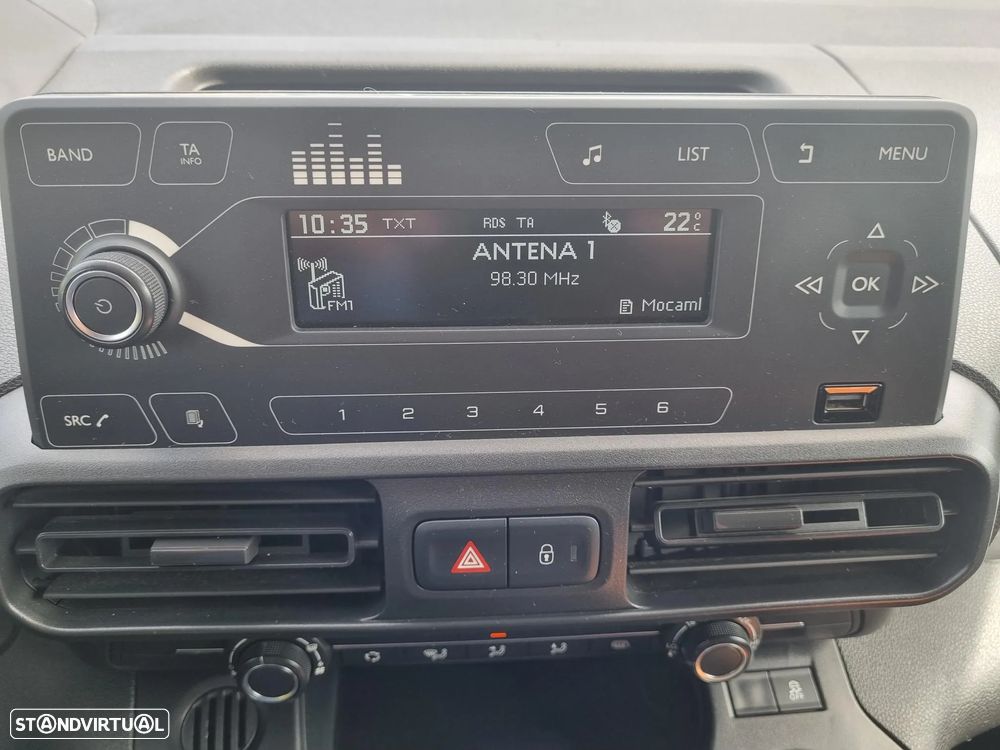 BAND
TA
INFO
LIST
MENU
10:35 TXT RDS TA 22°C
ANTENA 1
98.30 MHz
FM1
Mocaml
OK
SRC
1 2 3 4 5 6
STANDVIRTUAL